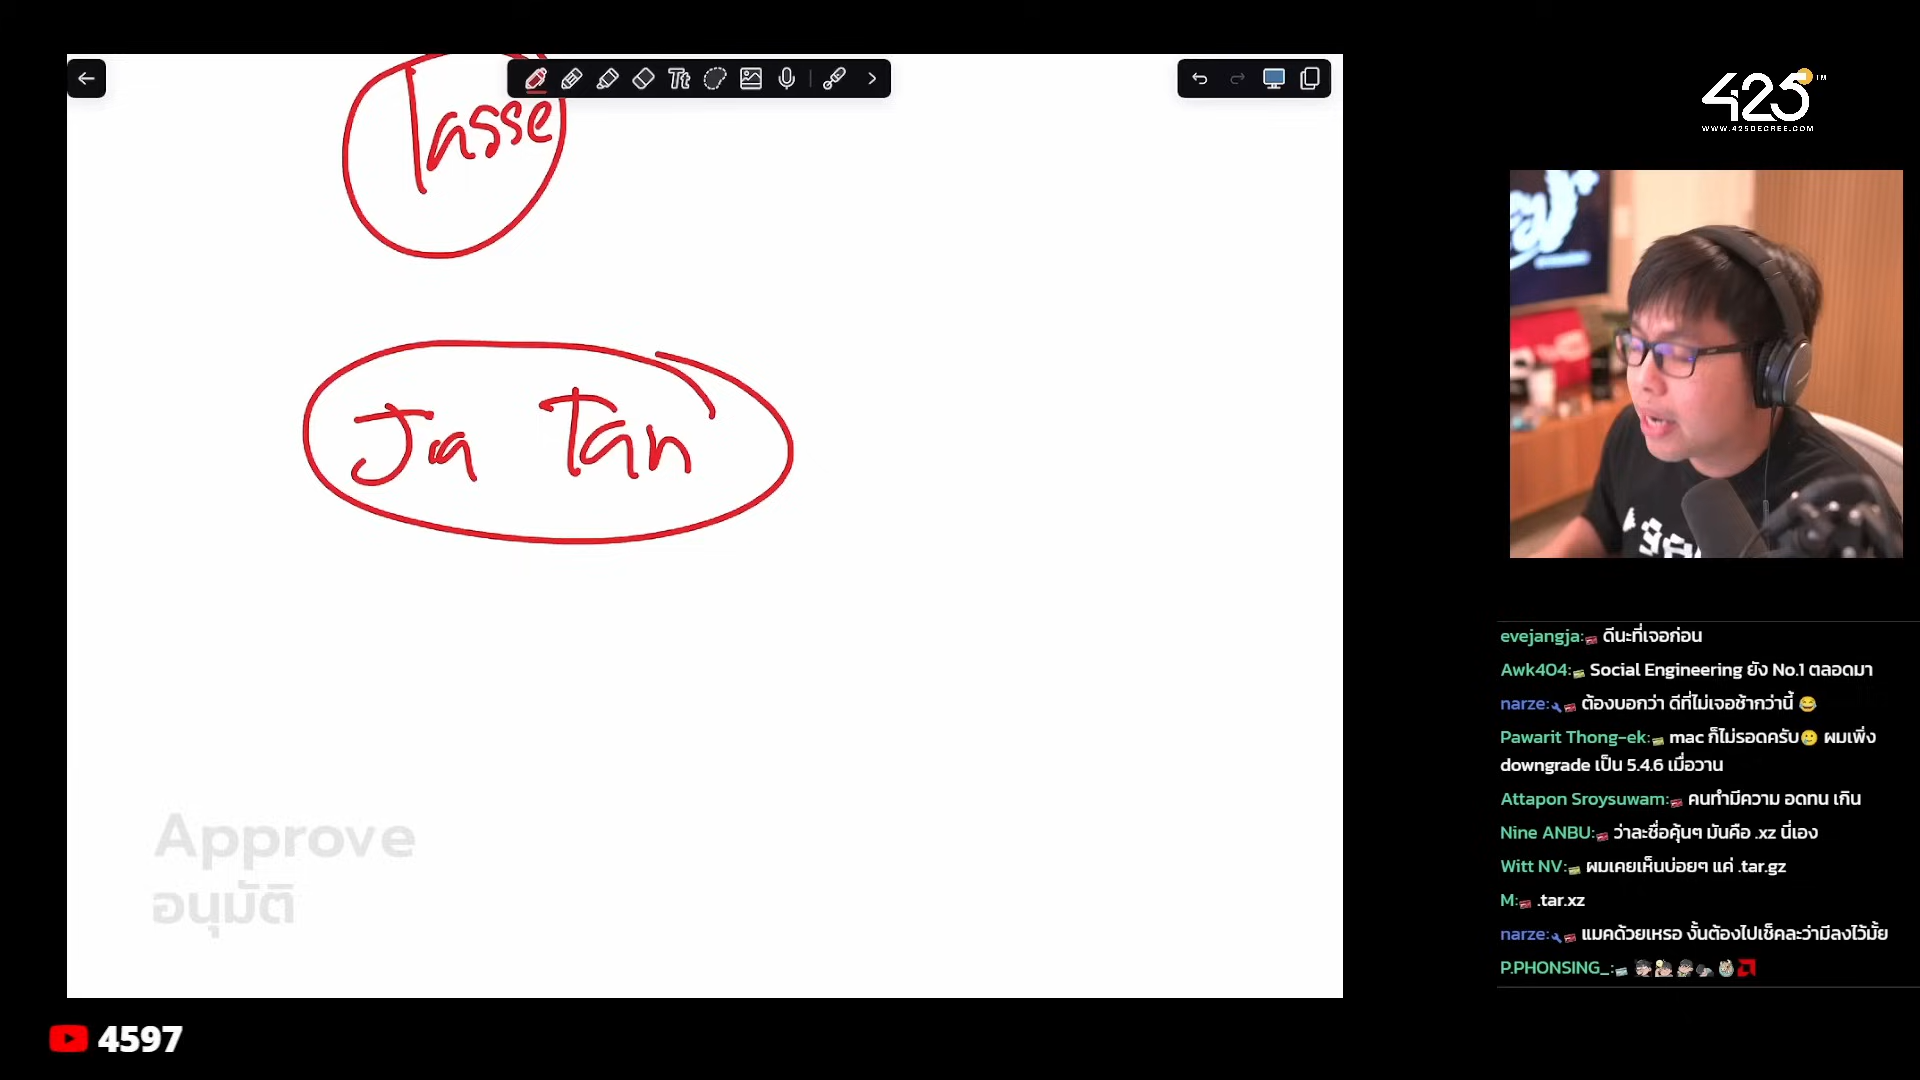 Tasse
Ja Tan
Approve
อนุมัติ
4597
425™
WWW.425DEGREE.COM
evejangja: ดีนะที่เจอก่อน
Awk404: Social Engineering ยัง No.1 ตลอดมา
narze: ต้องบอกว่า ดีที่ไม่เจอช้ากว่านี้ 😂
Pawarit Thong-ek: mac ก็ไม่รอดครับ🥲 ผมเพิ่ง
downgrade เป็น 5.4.6 เมื่อวาน
Attapon Sroysuwam: คนทำมีความ อดทน เกิน
Nine ANBU: ว่าละชื่อคุ้นๆ มันคือ .xz นี่เอง
Witt NV: ผมเคยเห็นบ่อยๆ แค่ .tar.gz
M: .tar.xz
narze: แมคด้วยเหรอ งั้นต้องไปเช็คละว่ามีลงไว้มั้ย
P.PHONSING_: